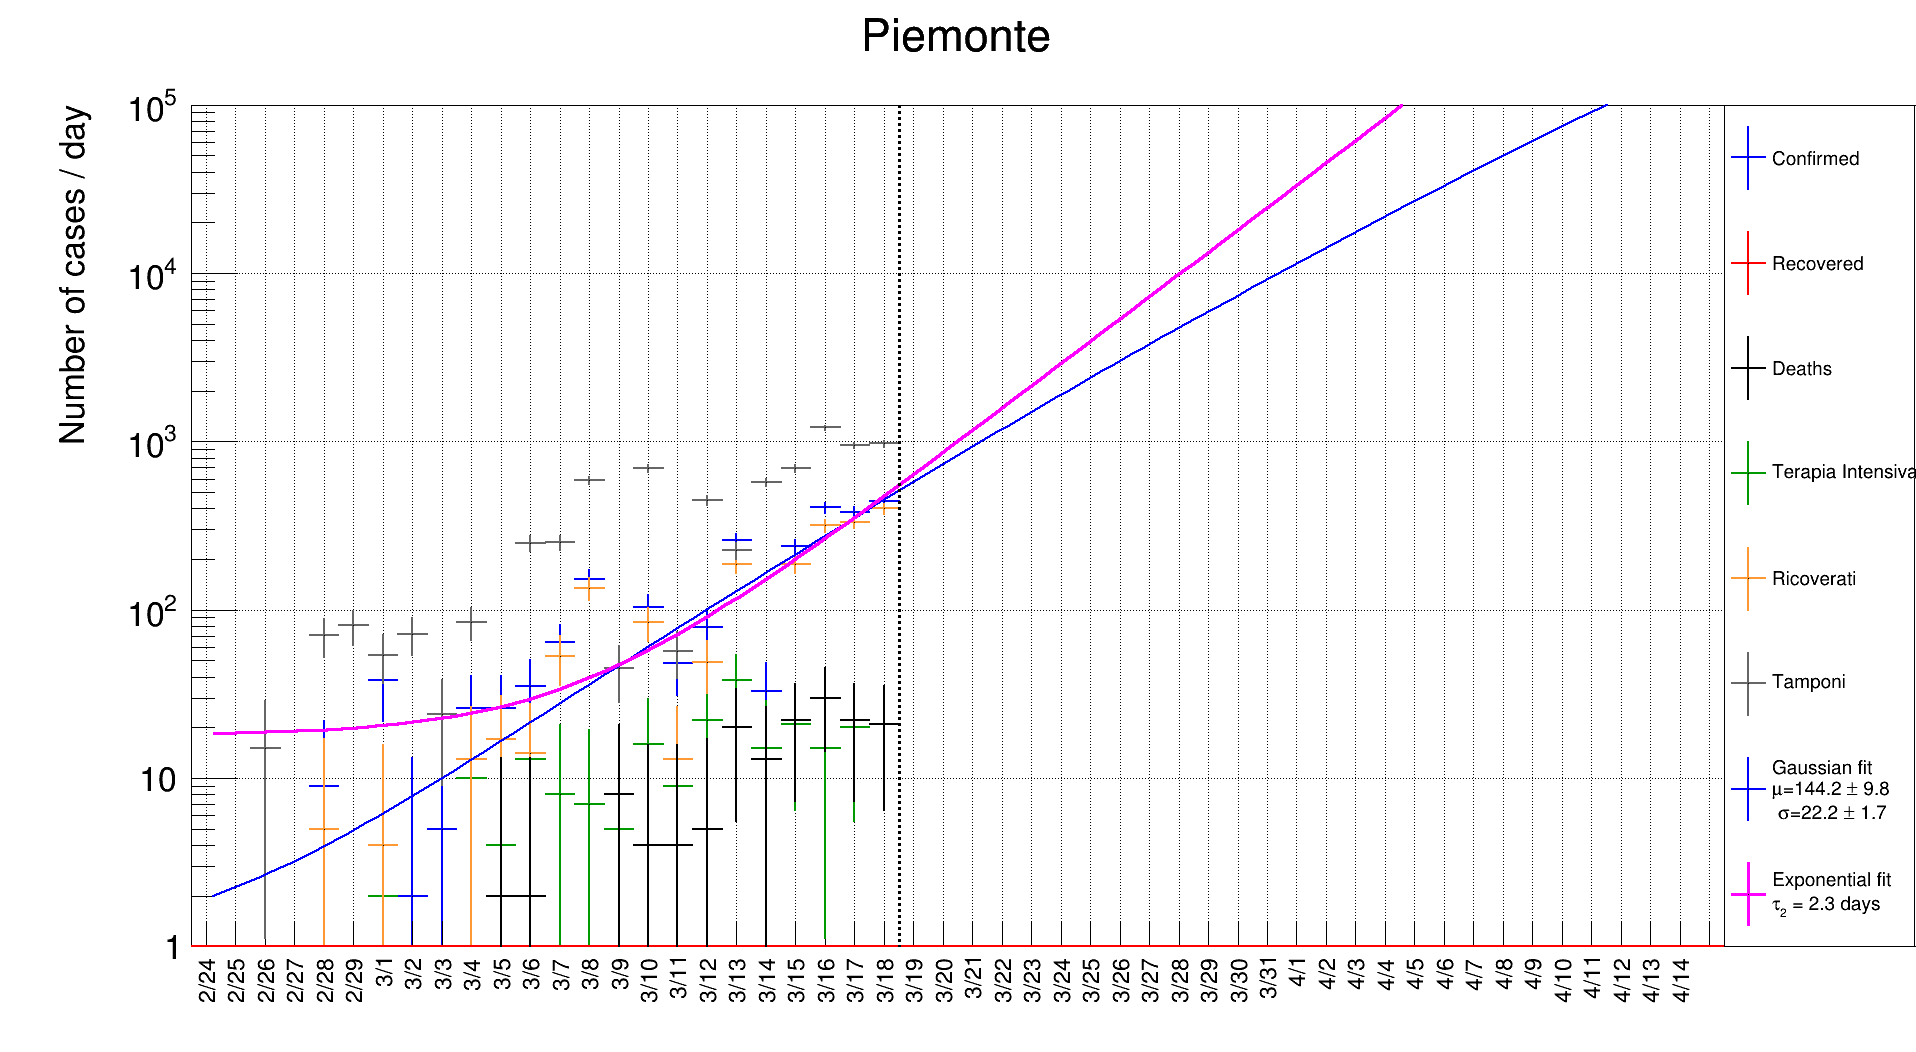 Piemonte
Number of cases / day
10^5
10^4
10^3
10^2
10
1
2/24 2/25 2/26 2/27 2/28 2/29 3/1 3/2 3/3 3/4 3/5 3/6 3/7 3/8 3/9 3/10 3/11 3/12 3/13 3/14 3/15 3/16 3/17 3/18 3/19 3/20 3/21 3/22 3/23 3/24 3/25 3/26 3/27 3/28 3/29 3/30 3/31 4/1 4/2 4/3 4/4 4/5 4/6 4/7 4/8 4/9 4/10 4/11 4/12 4/13 4/14
Confirmed
Recovered
Deaths
Terapia Intensiva
Ricoverati
Tamponi
Gaussian fit
μ=144.2 ± 9.8
σ=22.2 ± 1.7
Exponential fit
τ₂ = 2.3 days